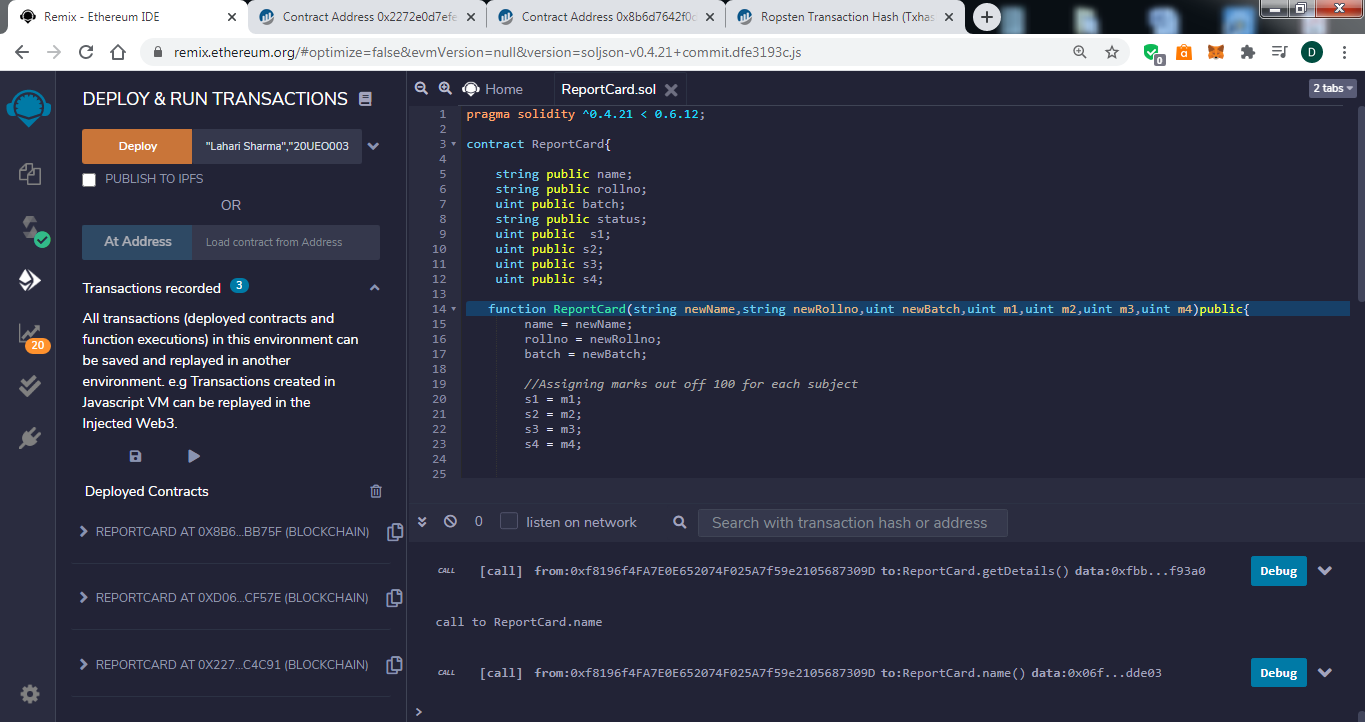 Remix - Ethereum IDE
Contract Address 0x2272e0d7efe
Contract Address 0x8b6d7642f0d
Ropsten Transaction Hash (Txhas
remix.ethereum.org/#optimize=false&evmVersion=null&version=soljson-v0.4.21+commit.dfe3193c.js
0
D
DEPLOY & RUN TRANSACTIONS
Deploy
"Lahari Sharma","20UEO003
PUBLISH TO IPFS
OR
At Address
Load contract from Address
Transactions recorded 3
All transactions (deployed contracts and
function executions) in this environment can
be saved and replayed in another
environment. e.g Transactions created in
Javascript VM can be replayed in the
Injected Web3.
20
Deployed Contracts
REPORTCARD AT 0X8B6...BB75F (BLOCKCHAIN)
REPORTCARD AT 0XD06...CF57E (BLOCKCHAIN)
REPORTCARD AT 0X227...C4C91 (BLOCKCHAIN)
Home
ReportCard.sol
2 tabs
1 pragma solidity ^0.4.21 < 0.6.12;
2
3 contract ReportCard{
4
5 string public name;
6 string public rollno;
7 uint public batch;
8 string public status;
9 uint public  s1;
10 uint public s2;
11 uint public s3;
12 uint public s4;
13
14 function ReportCard(string newName,string newRollno,uint newBatch,uint m1,uint m2,uint m3,uint m4)public{
15 name = newName;
16 rollno = newRollno;
17 batch = newBatch;
18
19 //Assigning marks out off 100 for each subject
20 s1 = m1;
21 s2 = m2;
22 s3 = m3;
23 s4 = m4;
24
25
0
listen on network
Search with transaction hash or address
CALL [call] from:0xf8196f4FA7E0E652074F025A7f59e2105687309D to:ReportCard.getDetails() data:0xfbb...f93a0
Debug
call to ReportCard.name
CALL [call] from:0xf8196f4FA7E0E652074F025A7f59e2105687309D to:ReportCard.name() data:0x06f...dde03
Debug
>